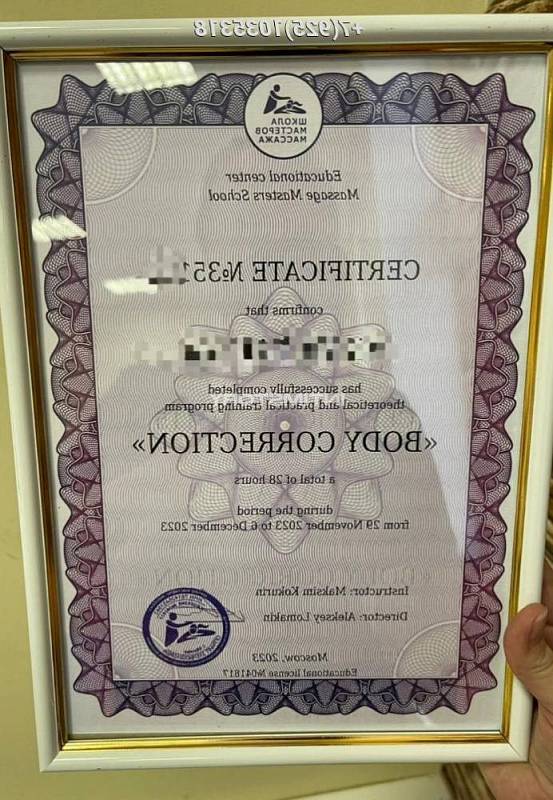 +7(925)1035318
ШКОЛА
МАСТЕРОВ
МАССАЖА
Educational center
Massage Masters School
CERTIFICATE №351
confirms that
has successfully completed
theoretical and practical training program
«BODY CORRECTION»
a total of 28 hours
during the period
from 29 November 2023 to 6 December 2023
Instructor: Maksim Kokurin
Director: Aleksey Lomakin
Moscow, 2023
Educational license №041817